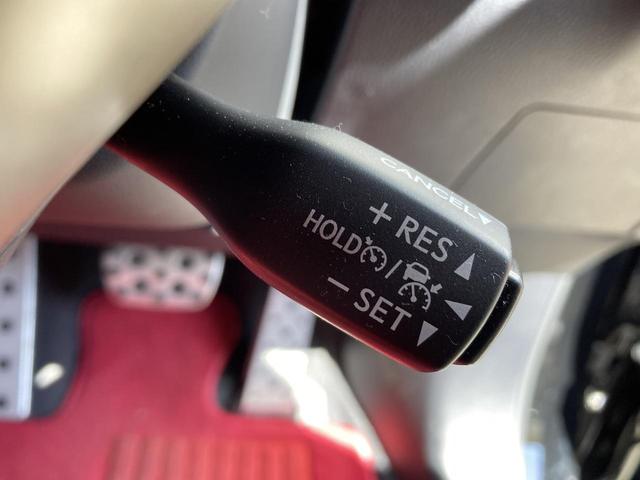 CANCEL
+ RES
HOLD /
− SET